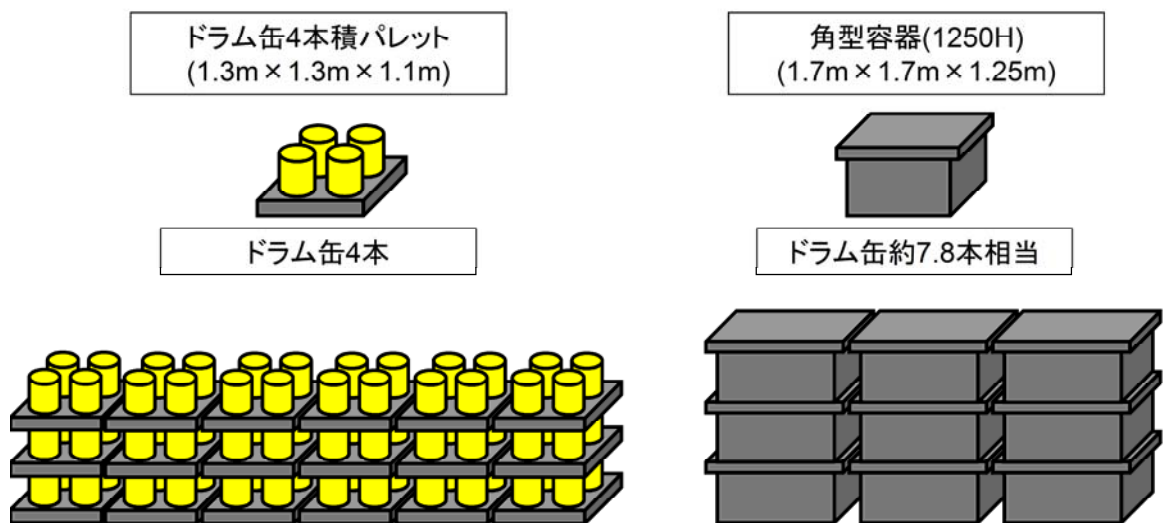 ドラム缶4本積パレット
(1.3m×1.3m×1.1m)
角型容器(1250H)
(1.7m×1.7m×1.25m)
ドラム缶4本
ドラム缶約7.8本相当